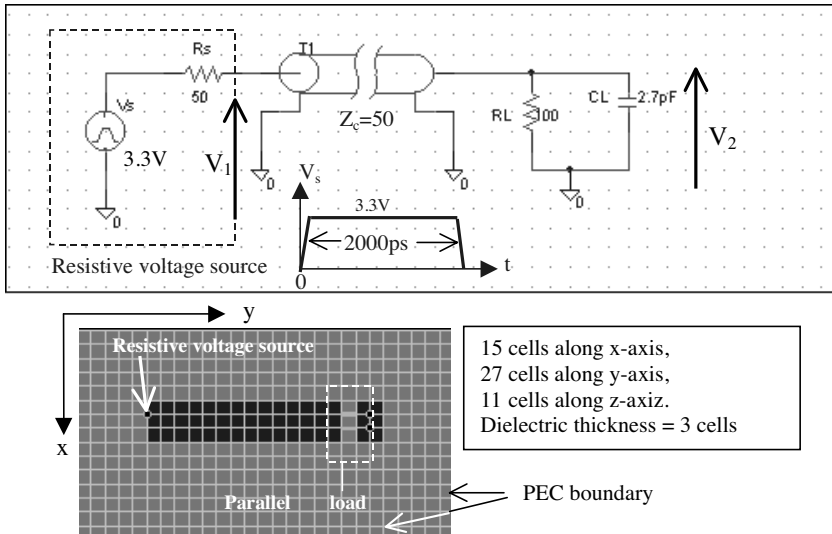 Rs
50
T1
Vs
3.3V
V1
Zc=50
RL
100
CL
2.7pF
V2
0
0
0
0
Resistive voltage source
Vs
3.3V
2000ps
t
0
y
x
Resistive voltage source
Parallel load
PEC boundary
15 cells along x-axis,
27 cells along y-axis,
11 cells along z-axiz.
Dielectric thickness = 3 cells